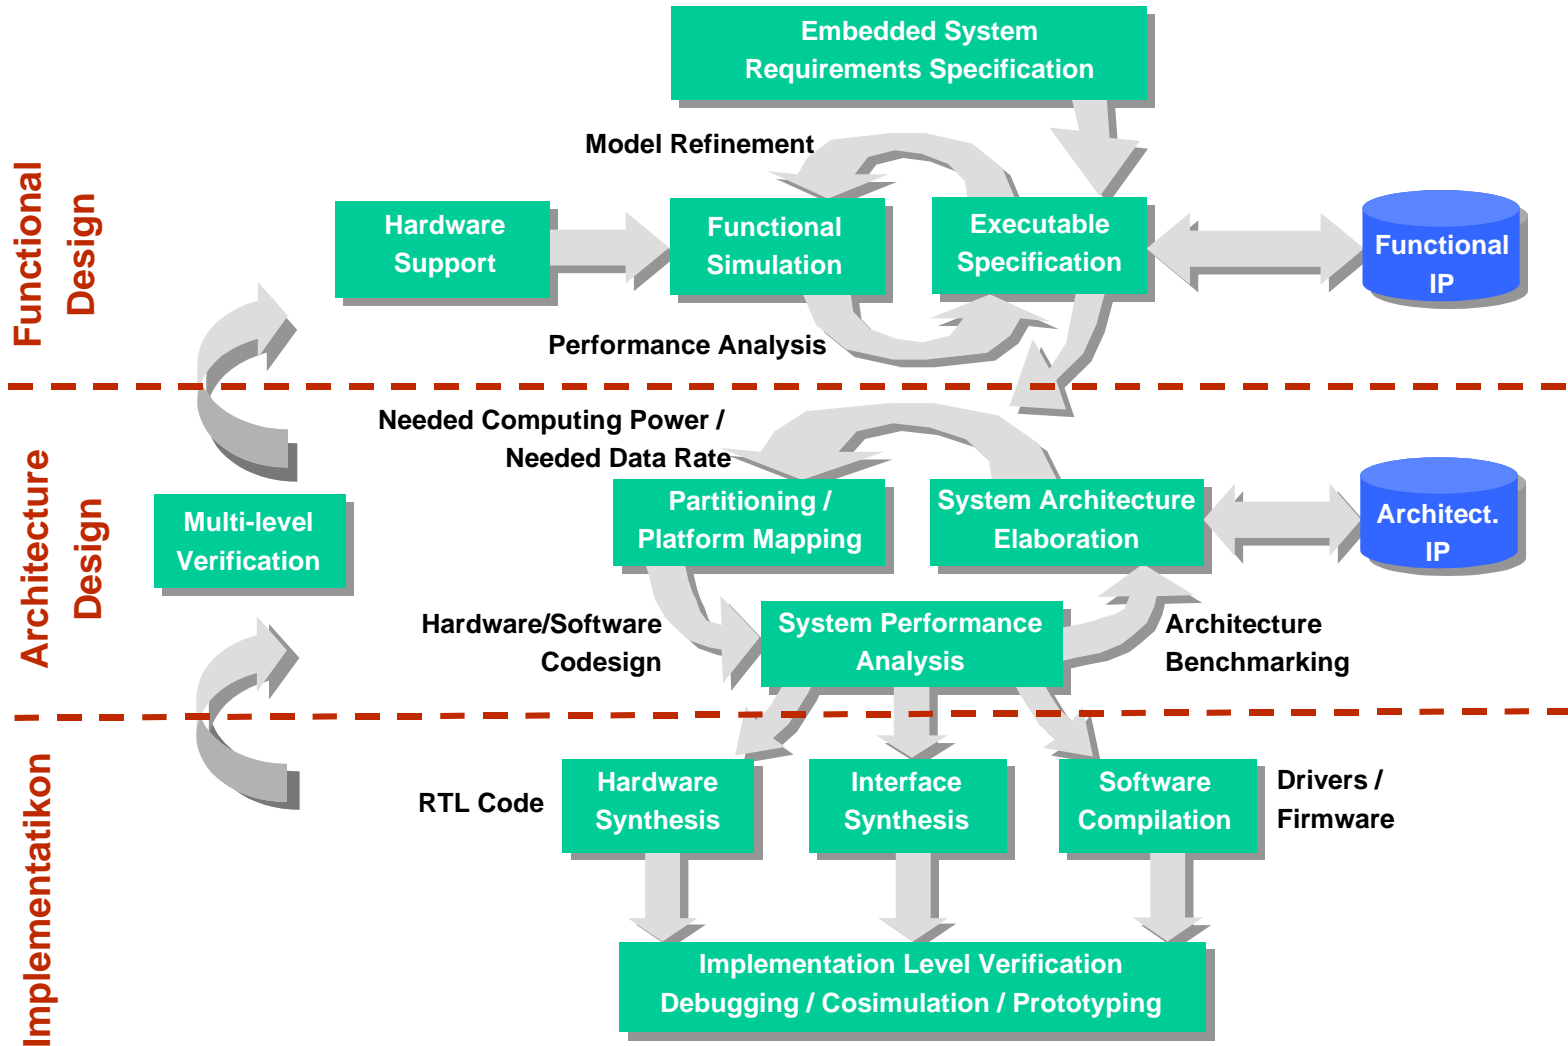 Embedded System
Requirements Specification
Model Refinement
Functional
Design
Hardware
Support
Functional
Simulation
Executable
Specification
Functional
IP
Performance Analysis
Needed Computing Power /
Needed Data Rate
Architecture
Design
Multi-level
Verification
Partitioning /
Platform Mapping
System Architecture
Elaboration
Architect.
IP
Hardware/Software
Codesign
System Performance
Analysis
Architecture
Benchmarking
Implementatikon
RTL Code
Hardware
Synthesis
Interface
Synthesis
Software
Compilation
Drivers /
Firmware
Implementation Level Verification
Debugging / Cosimulation / Prototyping